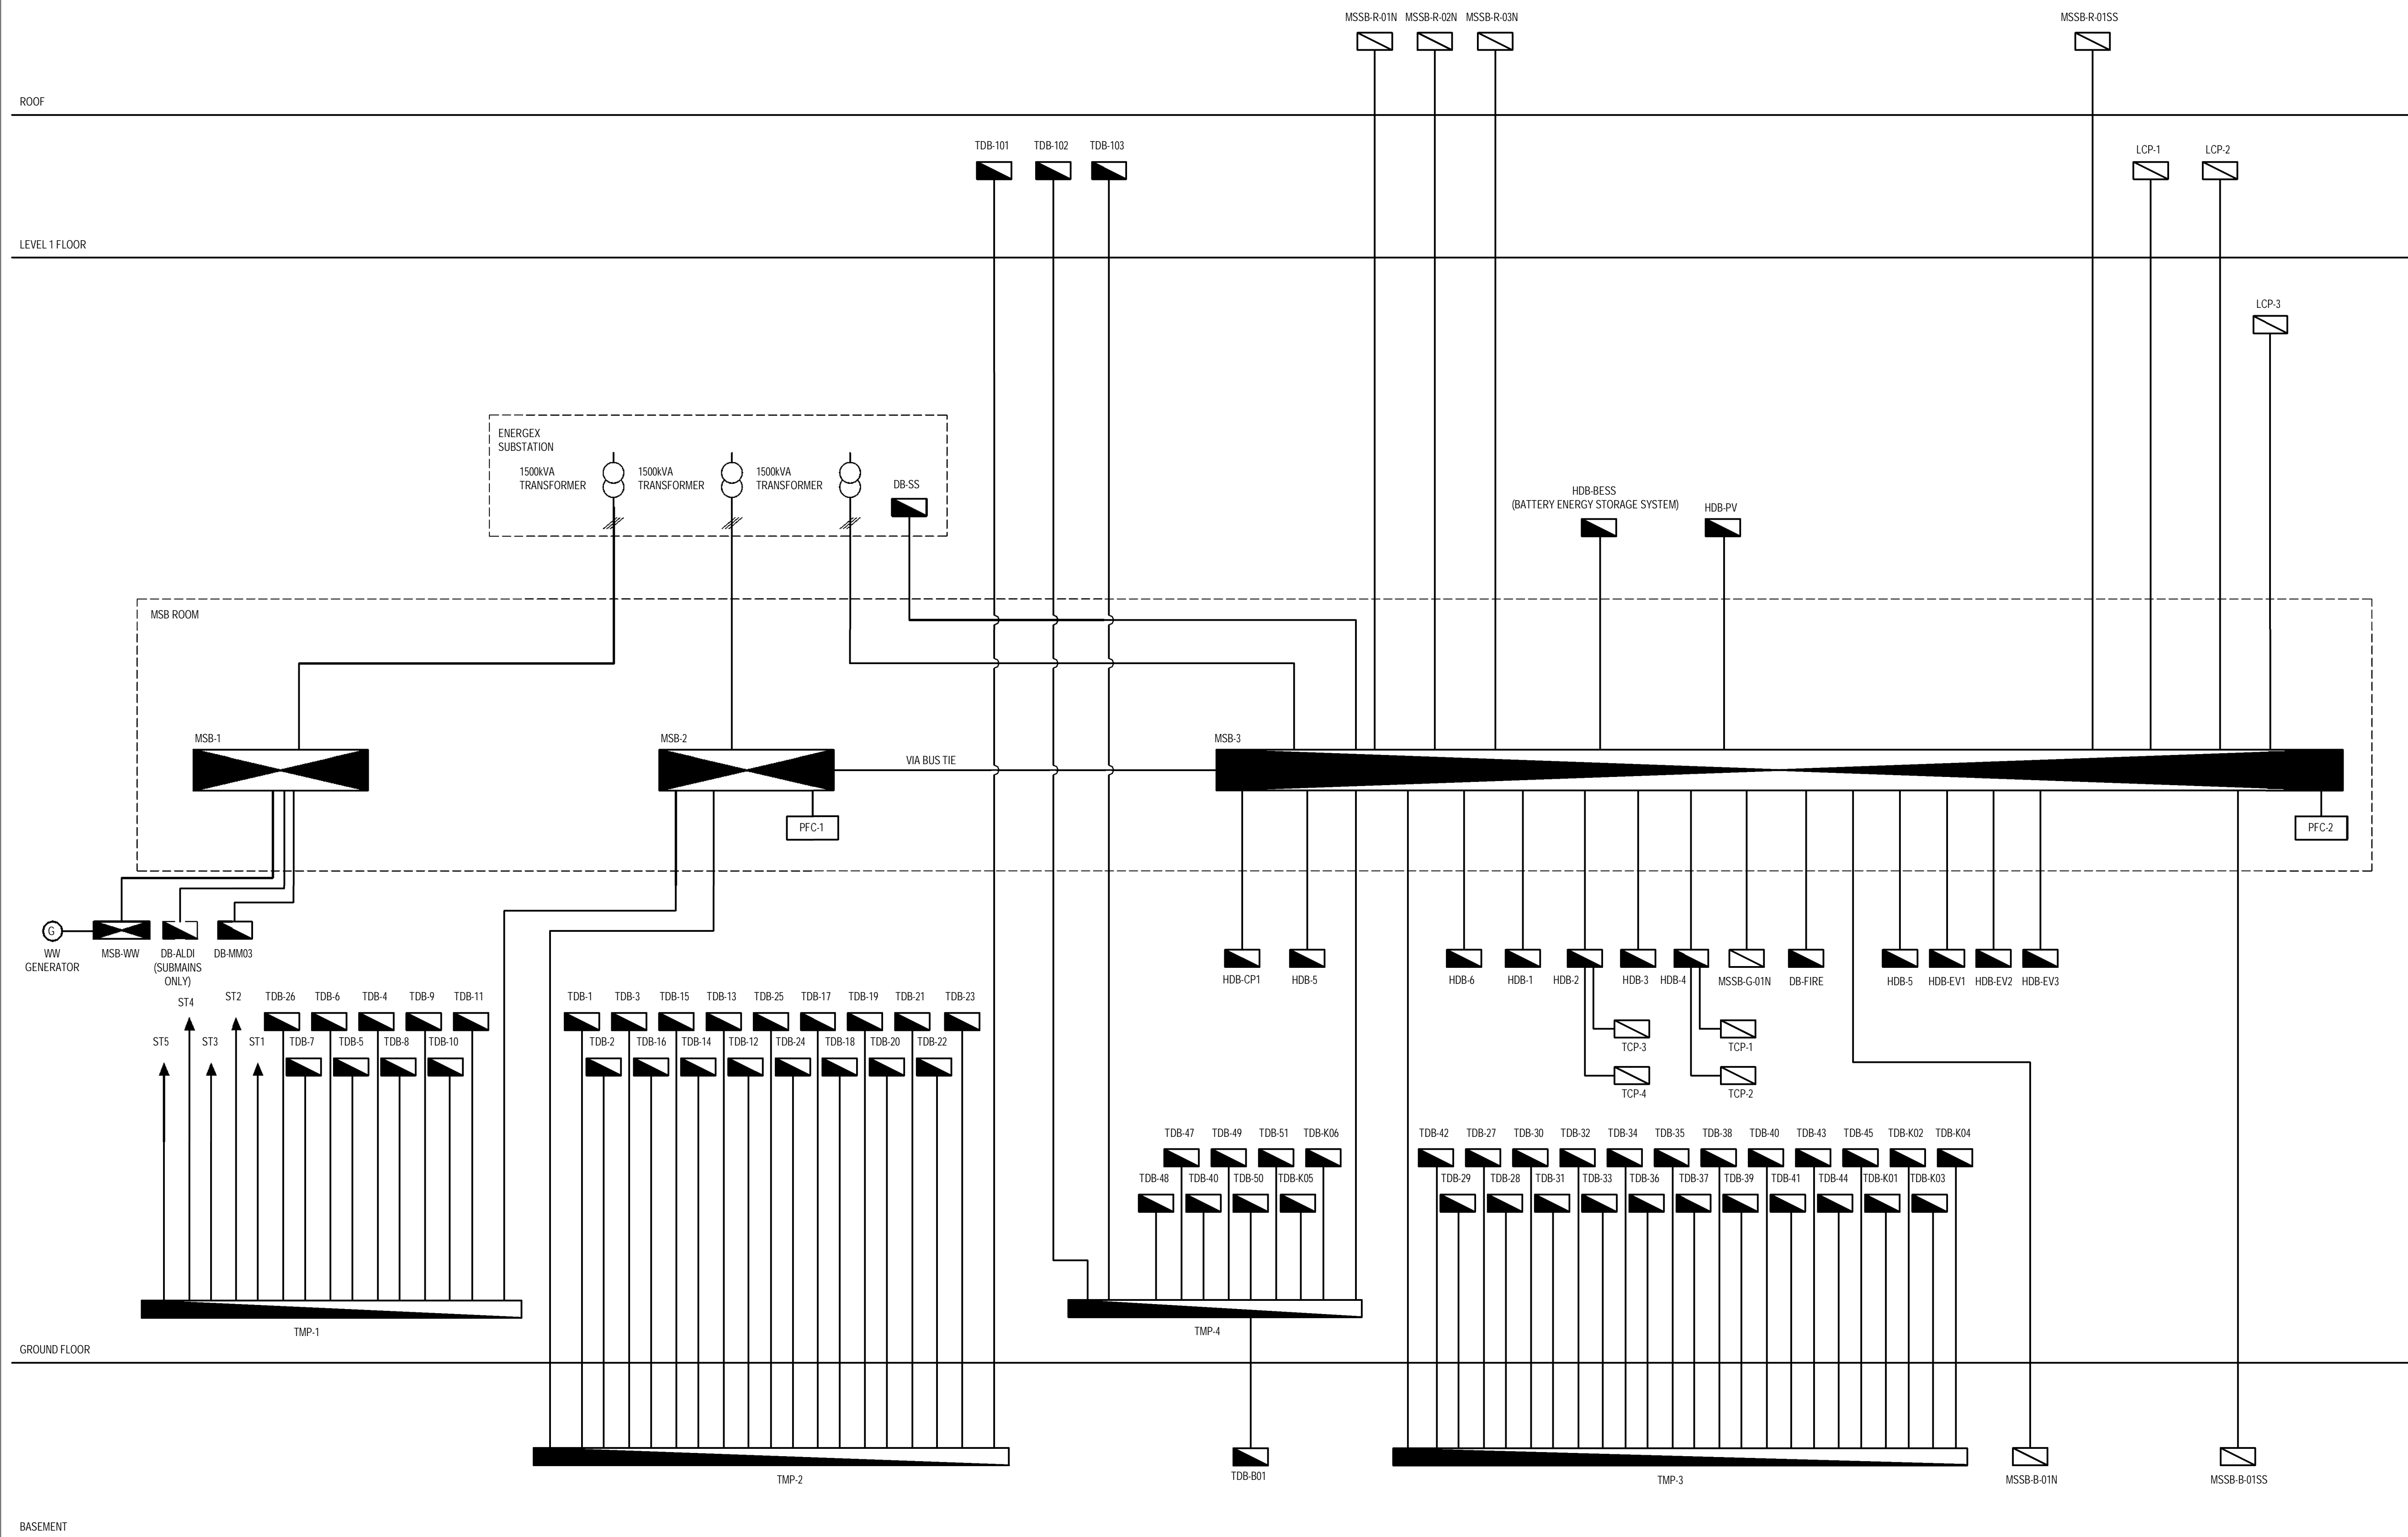 MSSB-R-01N MSSB-R-02N MSSB-R-03N MSSB-R-01SS
ROOF
TDB-101 TDB-102 TDB-103 LCP-1 LCP-2
LEVEL 1 FLOOR
LCP-3
ENERGEX
SUBSTATION
1500kVA
TRANSFORMER
1500kVA
TRANSFORMER
1500kVA
TRANSFORMER
DB-SS
HDB-BESS
(BATTERY ENERGY STORAGE SYSTEM)
HDB-PV
MSB ROOM
MSB-1
MSB-2
VIA BUS TIE
MSB-3
PFC-1
PFC-2
G
WW
GENERATOR
MSB-WW
DB-ALDI
(SUBMAINS
ONLY)
DB-MM03
HDB-CP1 HDB-5 HDB-6 HDB-1 HDB-2 HDB-3 HDB-4 MSSB-G-01N DB-FIRE HDB-5 HDB-EV1 HDB-EV2 HDB-EV3
ST4 ST2 TDB-26 TDB-6 TDB-4 TDB-9 TDB-11
TDB-1 TDB-3 TDB-15 TDB-13 TDB-25 TDB-17 TDB-19 TDB-21 TDB-23
ST5 ST3 ST1 TDB-7 TDB-5 TDB-8 TDB-10
TDB-2 TDB-16 TDB-14 TDB-12 TDB-24 TDB-18 TDB-20 TDB-22
TCP-3 TCP-1
TCP-4 TCP-2
TDB-47 TDB-49 TDB-51 TDB-K06
TDB-42 TDB-27 TDB-30 TDB-32 TDB-34 TDB-35 TDB-38 TDB-40 TDB-43 TDB-45 TDB-K02 TDB-K04
TDB-48 TDB-40 TDB-50 TDB-K05
TDB-29 TDB-28 TDB-31 TDB-33 TDB-36 TDB-37 TDB-39 TDB-41 TDB-44 TDB-K01 TDB-K03
TMP-1
TMP-4
GROUND FLOOR
TMP-2
TDB-B01
TMP-3
MSSB-B-01N
MSSB-B-01SS
BASEMENT